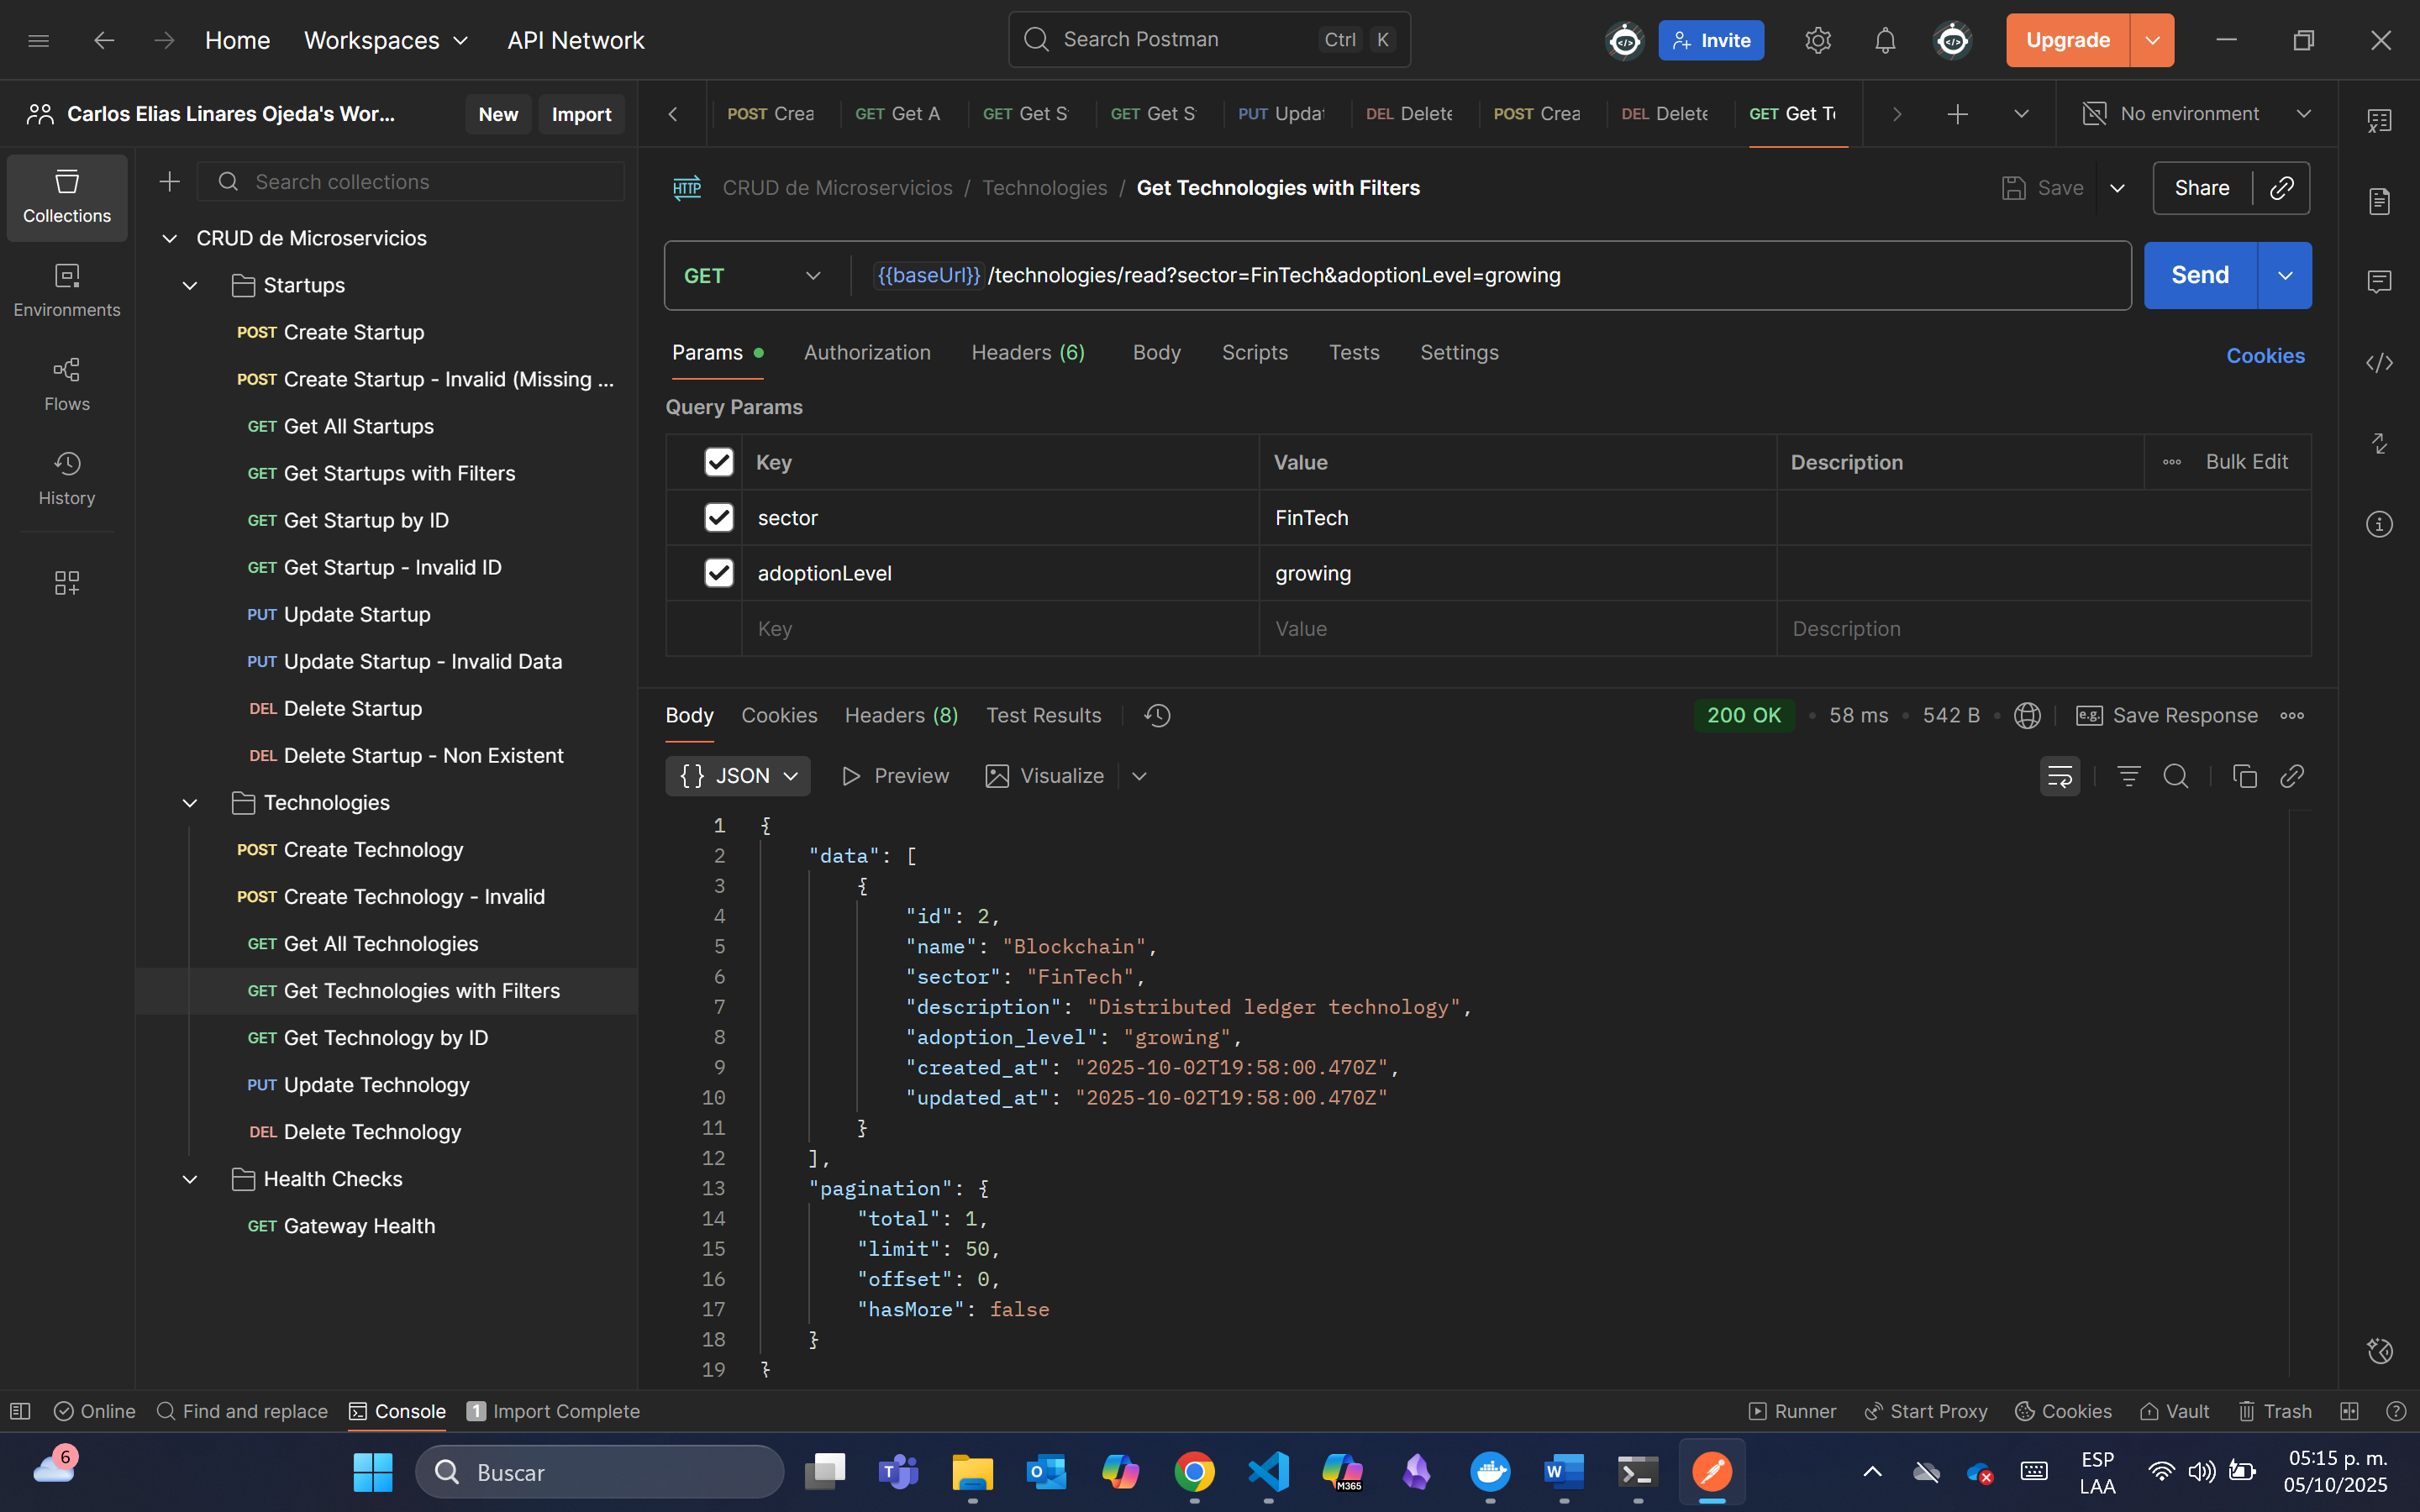 Home Workspaces API Network
Search Postman Ctrl K
Invite
Upgrade
Carlos Elias Linares Ojeda's Wor... New Import
POST Crea GET Get A GET Get S GET Get S PUT Updat DEL Delete POST Crea DEL Delete GET Get Te
No environment
Collections
Environments
Flows
History
Search collections
CRUD de Microservicios
Startups
POST Create Startup
POST Create Startup - Invalid (Missing ...
GET Get All Startups
GET Get Startups with Filters
GET Get Startup by ID
GET Get Startup - Invalid ID
PUT Update Startup
PUT Update Startup - Invalid Data
DEL Delete Startup
DEL Delete Startup - Non Existent
Technologies
POST Create Technology
POST Create Technology - Invalid
GET Get All Technologies
GET Get Technologies with Filters
GET Get Technology by ID
PUT Update Technology
DEL Delete Technology
Health Checks
GET Gateway Health
HTTP CRUD de Microservicios / Technologies / Get Technologies with Filters
Save Share
GET {{baseUrl}}/technologies/read?sector=FinTech&adoptionLevel=growing
Send
Params Authorization Headers (6) Body Scripts Tests Settings Cookies
Query Params
Key Value Description Bulk Edit
sector FinTech
adoptionLevel growing
Key Value Description
Body Cookies Headers (8) Test Results
200 OK 58 ms 542 B e.g. Save Response
{} JSON Preview Visualize
1 {
2 "data": [
3 {
4 "id": 2,
5 "name": "Blockchain",
6 "sector": "FinTech",
7 "description": "Distributed ledger technology",
8 "adoption_level": "growing",
9 "created_at": "2025-10-02T19:58:00.470Z",
10 "updated_at": "2025-10-02T19:58:00.470Z"
11 }
12 ],
13 "pagination": {
14 "total": 1,
15 "limit": 50,
16 "offset": 0,
17 "hasMore": false
18 }
19 }
Online Find and replace Console 1 Import Complete
Runner Start Proxy Cookies Vault Trash
6
Buscar
M365
ESP
LAA
05:15 p. m.
05/10/2025